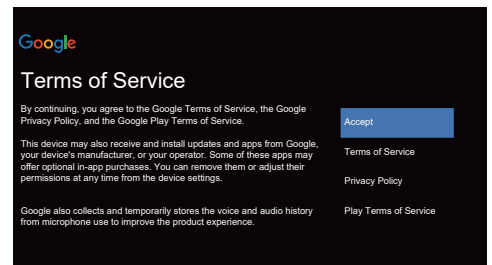 Google
Terms of Service
By continuing, you agree to the Google Terms of Service, the Google
Privacy Policy, and the Google Play Terms of Service.
This device may also receive and install updates and apps from Google,
your device's manufacturer, or your operator. Some of these apps may
offer optional in-app purchases. You can remove them or adjust their
permissions at any time from the device settings.
Google also collects and temporarily stores the voice and audio history
from microphone use to improve the product experience.
Accept
Terms of Service
Privacy Policy
Play Terms of Service